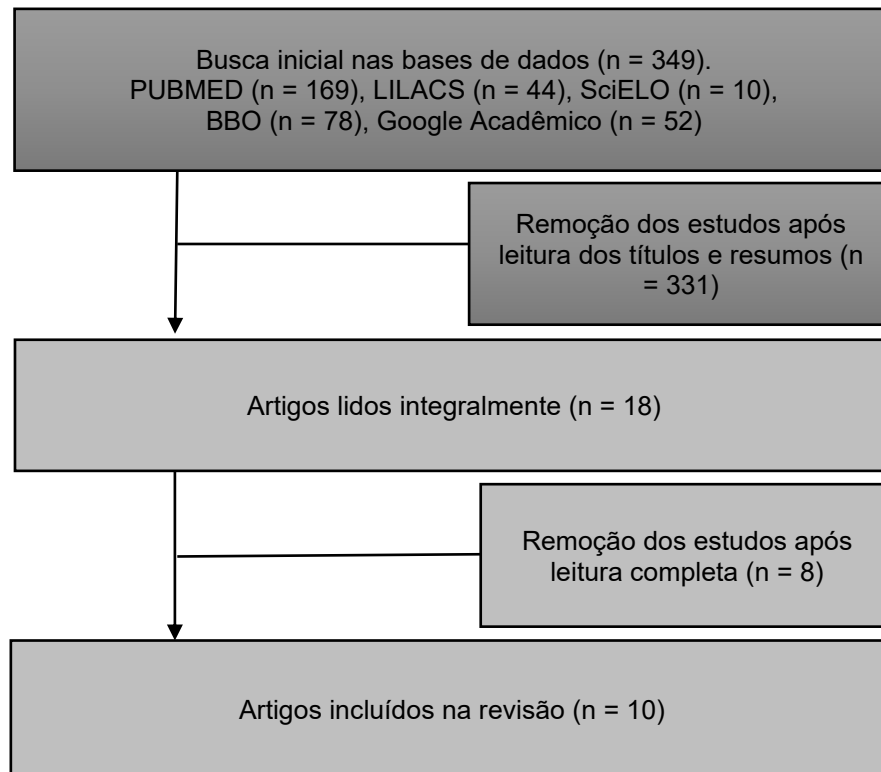 Busca inicial nas bases de dados (n = 349).
PUBMED (n = 169), LILACS (n = 44), SciELO (n = 10),
BBO (n = 78), Google Acadêmico (n = 52)
Remoção dos estudos após
leitura dos títulos e resumos (n
= 331)
Artigos lidos integralmente (n = 18)
Remoção dos estudos após
leitura completa (n = 8)
Artigos incluídos na revisão (n = 10)